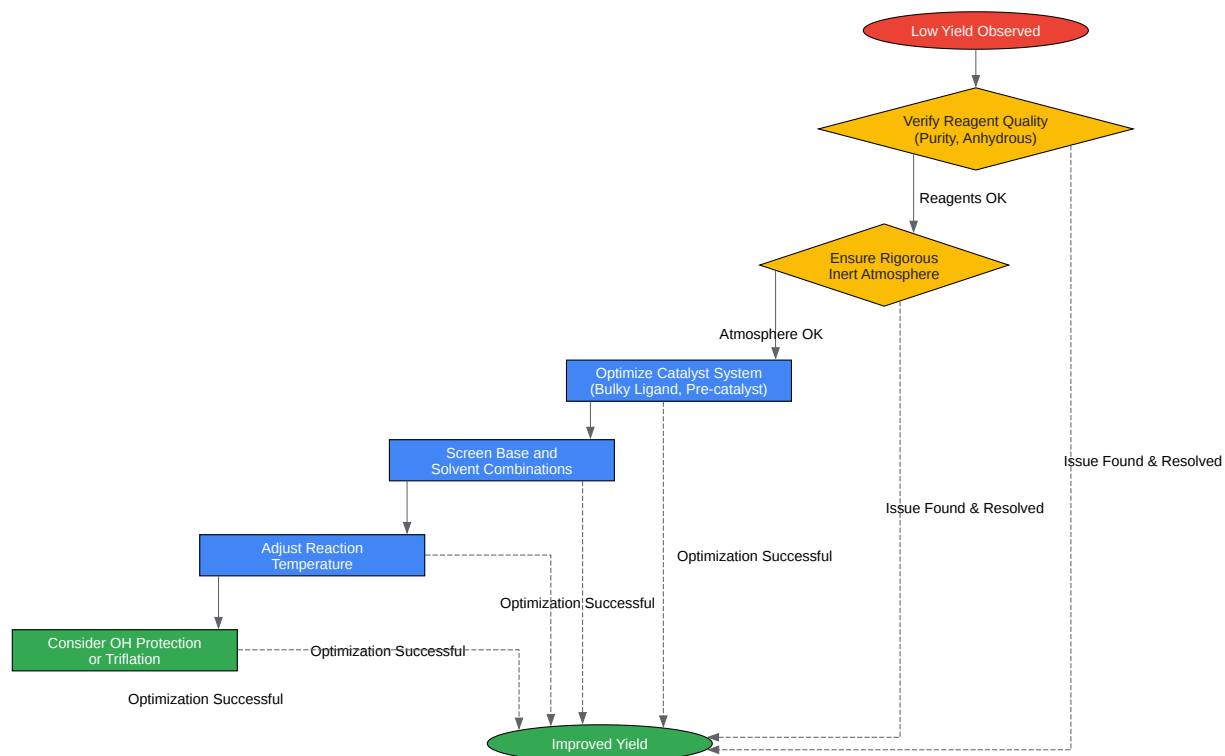 Low Yield Observed
Verify Reagent Quality
(Purity, Anhydrous)
Reagents OK
Ensure Rigorous
Inert Atmosphere
Atmosphere OK
Optimize Catalyst System
(Bulky Ligand, Pre-catalyst)
Screen Base and
Solvent Combinations
Issue Found & Resolved
Issue Found & Resolved
Adjust Reaction
Temperature
Optimization Successful
Optimization Successful
Consider OH Protection
or Triflation
Optimization Successful
Optimization Successful
Improved Yield